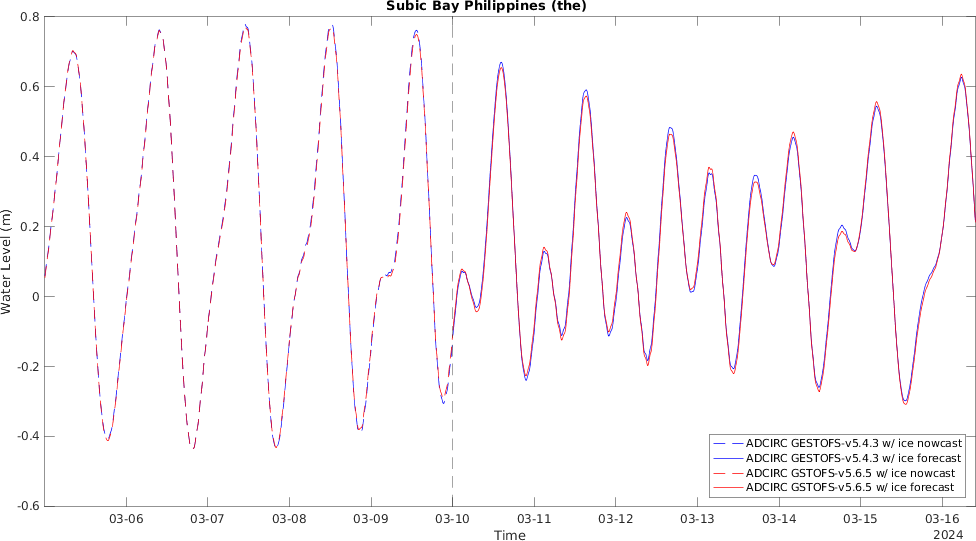 Subic Bay Philippines (the)
0.8
0.6
0.4
0.2
0
-0.2
-0.4
-0.6
Water Level (m)
ADCIRC GESTOFS-v5.4.3 w/ ice nowcast
ADCIRC GESTOFS-v5.4.3 w/ ice forecast
ADCIRC GSTOFS-v5.6.5 w/ ice nowcast
ADCIRC GSTOFS-v5.6.5 w/ ice forecast
03-06 03-07 03-08 03-09 03-10 03-11 03-12 03-13 03-14 03-15 03-16
Time 2024